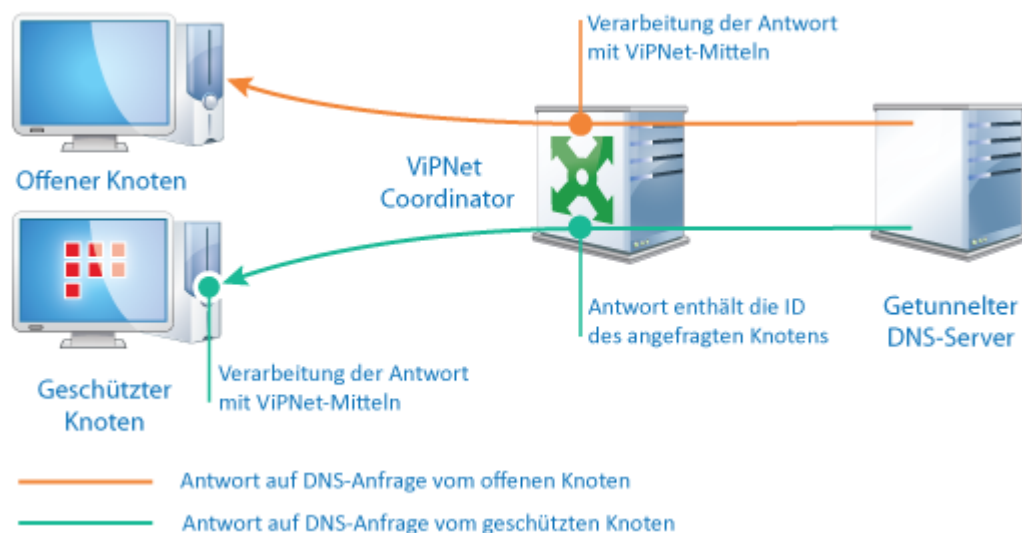 Verarbeitung der Antwort
mit ViPNet-Mitteln
Offener Knoten
ViPNet
Coordinator
Antwort enthält die ID
des angefragten Knotens
Getunnelter
DNS-Server
Geschützter
Knoten
Verarbeitung der Antwort
mit ViPNet-Mitteln
Antwort auf DNS-Anfrage vom offenen Knoten
Antwort auf DNS-Anfrage vom geschützten Knoten